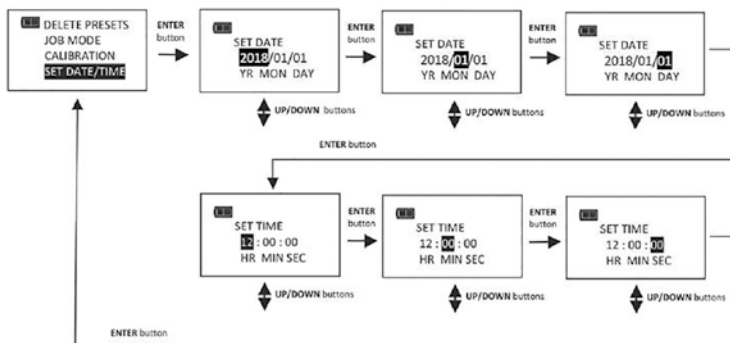 DELETE PRESETS
JOB MODE
CALIBRATION
SET DATE/TIME
ENTER
button
SET DATE
2018/01/01
YR MON DAY
UP/DOWN buttons
ENTER
button
SET DATE
2018/01/01
YR MON DAY
UP/DOWN buttons
ENTER
button
SET DATE
2018/01/01
YR MON DAY
UP/DOWN buttons
ENTER button
SET TIME
12 : 00 : 00
HR MIN SEC
UP/DOWN buttons
ENTER
button
SET TIME
12 : 00 : 00
HR MIN SEC
UP/DOWN buttons
ENTER
button
SET TIME
12 : 00 : 00
HR MIN SEC
UP/DOWN buttons
ENTER button